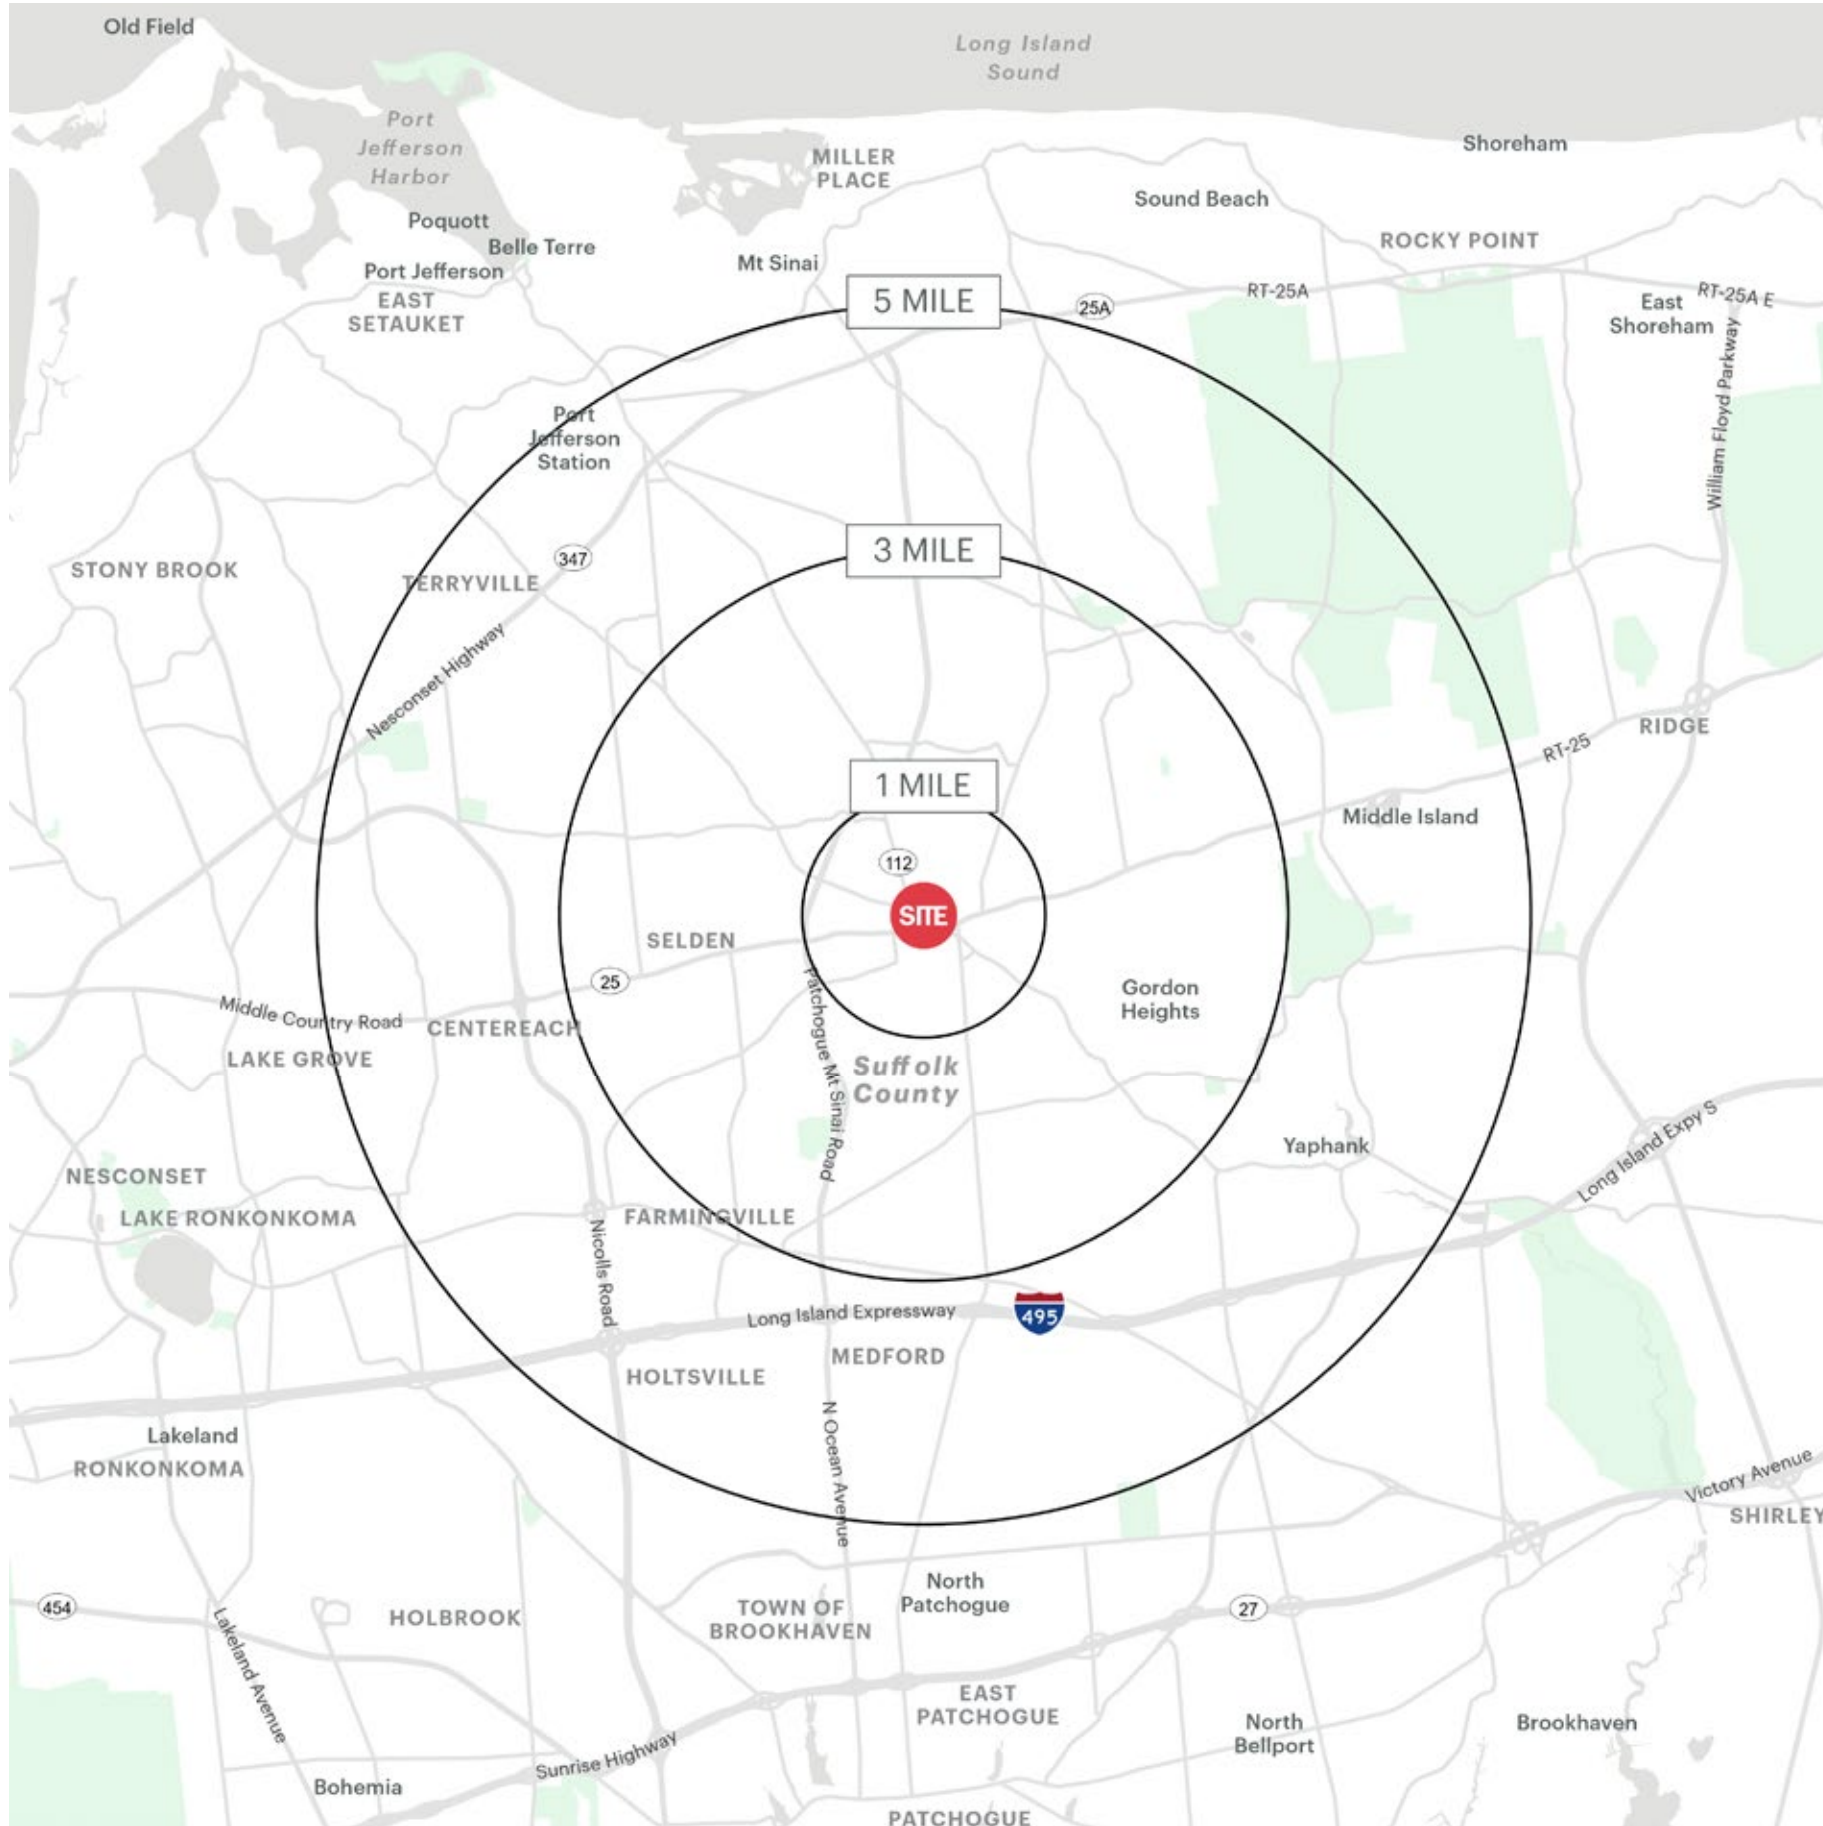 Old Field
Long Island
Sound
Port
Jefferson
Harbor
MILLER
PLACE
Shoreham
Sound Beach
Poquott
Belle Terre
ROCKY POINT
Mt Sinai
Port Jefferson
EAST
SETAUKET
5 MILE
25A
RT-25A
RT-25A E
East
Shoreham
William Floyd Parkway
Port
Jefferson
Station
3 MILE
347
STONY BROOK
TERRYVILLE
Nesconset Highway
RIDGE
RT-25
1 MILE
Middle Island
112
SITE
SELDEN
25
Gordon
Heights
Patchogue Mt Sinai Road
Middle Country Road
CENTEREACH
LAKE GROVE
Suffolk
County
Yaphank
Long Island Expy S
NESCONSET
LAKE RONKONKOMA
FARMINGVILLE
Nicolls Road
Long Island Expressway
495
MEDFORD
HOLTSVILLE
N Ocean Avenue
Lakeland
RONKONKOMA
Victory Avenue
SHIRLEY
North
Patchogue
454
HOLBROOK
TOWN OF
BROOKHAVEN
27
Lakeland Avenue
EAST
PATCHOGUE
North
Bellport
Brookhaven
Sunrise Highway
Bohemia
PATCHOGUE